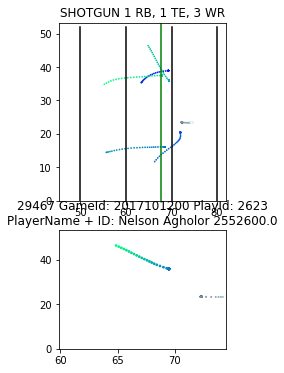 SHOTGUN 1 RB, 1 TE, 3 WR
50
40
30
20
10
0
50 60 70 80
29467 GameId: 2017101200 PlayId: 2623
PlayerName + ID: Nelson Agholor 2552600.0
40
20
0
60 70